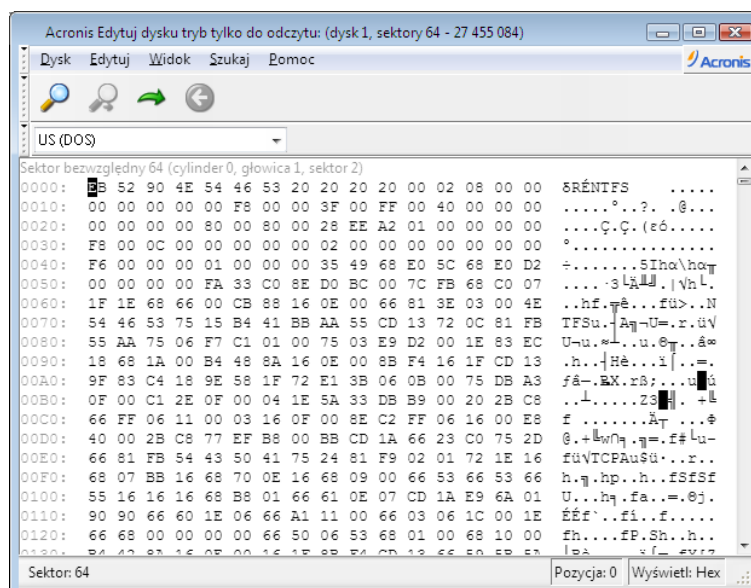 Acronis Edytuj dysku tryb tylko do odczytu: (dysk 1, sektory 64 - 27 455 084)
Dysk Edytuj Widok Szukaj Pomoc
Acronis
US (DOS)
Sektor bezwzględny 64 (cylinder 0, głowica 1, sektor 2)
0000: EB 52 90 4E 54 46 53 20 20 20 20 00 02 08 00 00 δRÉNTFS .....
0010: 00 00 00 00 00 F8 00 00 3F 00 FF 00 40 00 00 00 .....°..?. .@...
0020: 00 00 00 00 80 00 80 00 28 EE A2 01 00 00 00 00 ....Ç.Ç.(εó.....
0030: F8 00 0C 00 00 00 00 00 02 00 00 00 00 00 00 00 °...............
0040: F6 00 00 00 01 00 00 00 35 49 68 E0 5C 68 E0 D2 ÷.......5Ihα\hα╥
0050: 00 00 00 00 FA 33 C0 8E D0 BC 00 7C FB 68 C0 07 ....·3└Ä╨╝.|√h└.
0060: 1F 1E 68 66 00 CB 88 16 0E 00 66 81 3E 03 00 4E ..hf.╦ê...fü>..N
0070: 54 46 53 75 15 B4 41 BB AA 55 CD 13 72 0C 81 FB TFSu.┤A╗¬U=.r.ü√
0080: 55 AA 75 06 F7 C1 01 00 75 03 E9 D2 00 1E 83 EC U¬u.≈┴..u.Θ╥..â∞
0090: 18 68 1A 00 B4 48 8A 16 0E 00 8B F4 16 1F CD 13 .h..┤Hè...ï⌠..=.
00A0: 9F 83 C4 18 9E 58 1F 72 E1 3B 06 0B 00 75 DB A3 ƒâ─.₧X.rß;...u█ú
00B0: 0F 00 C1 2E 0F 00 04 1E 5A 33 DB B9 00 20 2B C8 ..┴.....Z3█╣. +╚
00C0: 66 FF 06 11 00 03 16 0F 00 8E C2 FF 06 16 00 E8 f ........Ä┬ ...Φ
00D0: 40 00 2B C8 77 EF B8 00 BB CD 1A 66 23 C0 75 2D @.+╚w∩╕.╗=.f#└u-
00E0: 66 81 FB 54 43 50 41 75 24 81 F9 02 01 72 1E 16 fü√TCPAu$ü·..r..
00F0: 68 07 BB 16 68 70 0E 16 68 09 00 66 53 66 53 66 h.╗.hp..h..fSfSf
0100: 55 16 16 16 68 B8 01 66 61 0E 07 CD 1A E9 6A 01 U...h╕.fa..=.Θj.
0110: 90 90 66 60 1E 06 66 A1 11 00 66 03 06 1C 00 1E ÉÉf`..fí..f.....
0120: 66 68 00 00 00 00 66 50 06 53 68 01 00 68 10 00 fh....fP.Sh..h..
Sektor: 64
Pozycja: 0
Wyświetl: Hex